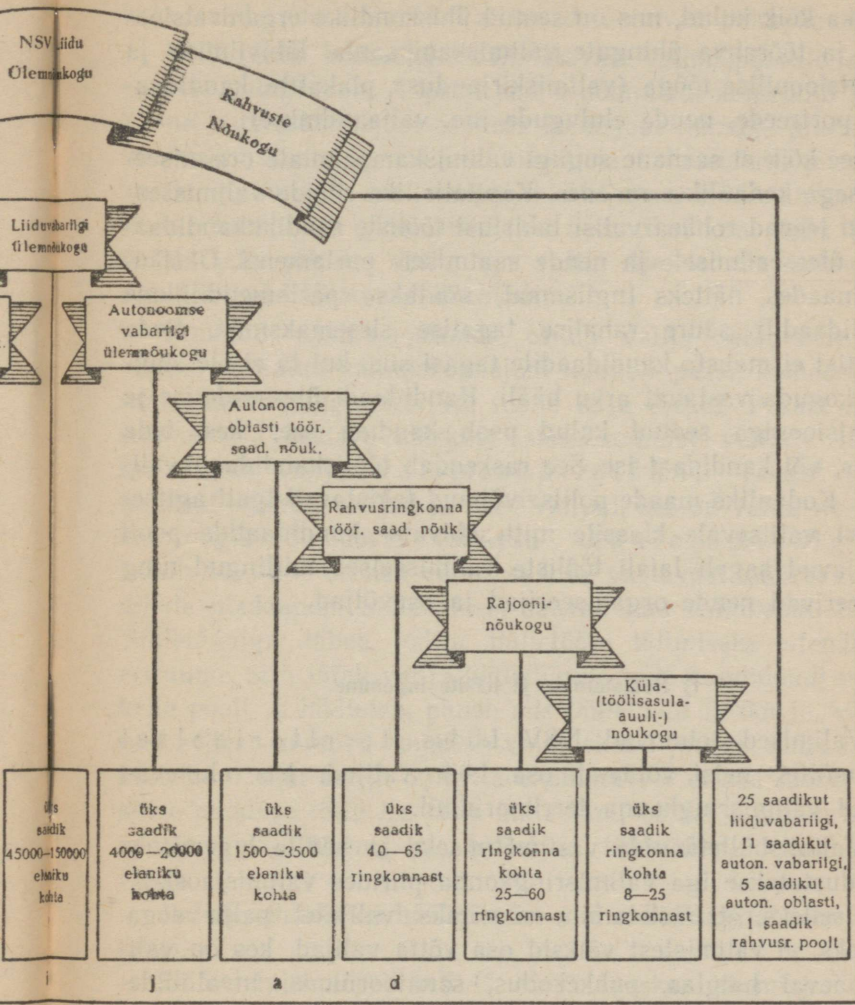 NSV Liidu
Ülemnõukogu
Rahvuste
Nõukogu
Liiduvabariigi
ülemnõukogu
Autonoomse
vabariigi
ülemnõukogu
Autonoomse
oblasti töör.
saad. nõuk.
Rahvusringkonna
töör. saad. nõuk.
Rajooni-
nõukogu
Küla-
(töölisasula-
auuli-)
nõukogu
üks
saadik
45000—150000
elaniku
kohta
üks
saadik
4000—20000
elaniku
kohta
üks
saadik
1500—3500
elaniku
kohta
üks
saadik
40—65
ringkonnast
üks
saadik
ringkonna
kohta
25—60
ringkonnast
üks
saadik
ringkonna
kohta
8—25
ringkonnast
25 saadikut
liiduvabariigi,
11 saadikut
auton. vabariigi,
5 saadikut
auton. oblasti,
1 saadik
rahvusr. poolt
i j a d